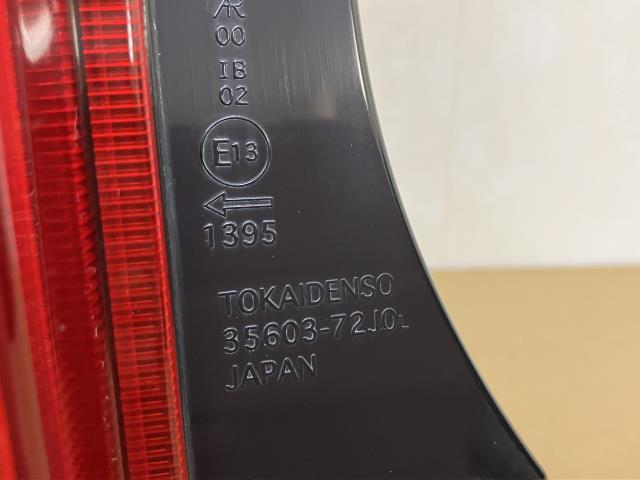 AR
00
IB
02
E13
←
1395
TOKAIDENSO
35603-72J0L
JAPAN